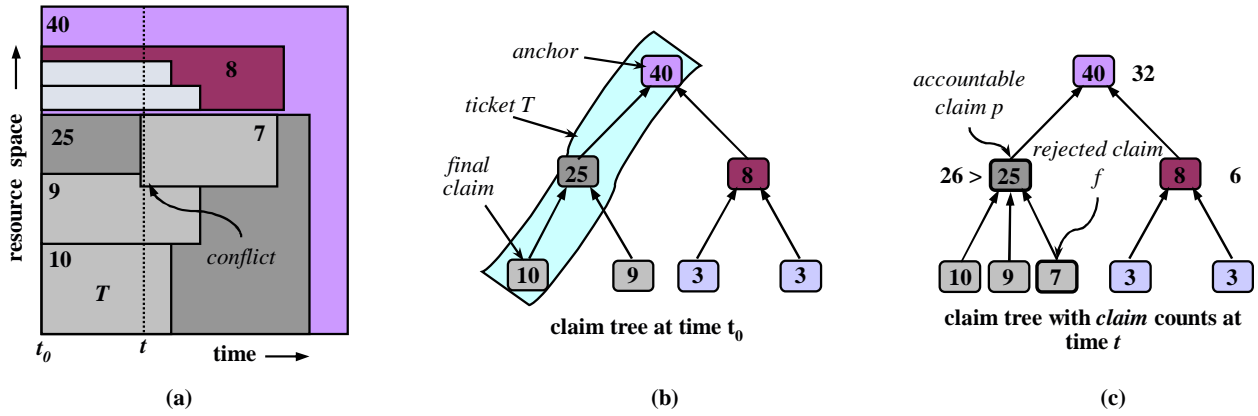 40
8
25
7
9
conflict
10
T
resource space
t0
t
time
(a)
anchor
40
ticket T
final
claim
25
8
10
9
3
3
claim tree at time t0
(b)
accountable
claim p
40
32
rejected claim
f
26 >
25
8
6
10
9
7
3
3
claim tree with claim counts at
time t
(c)